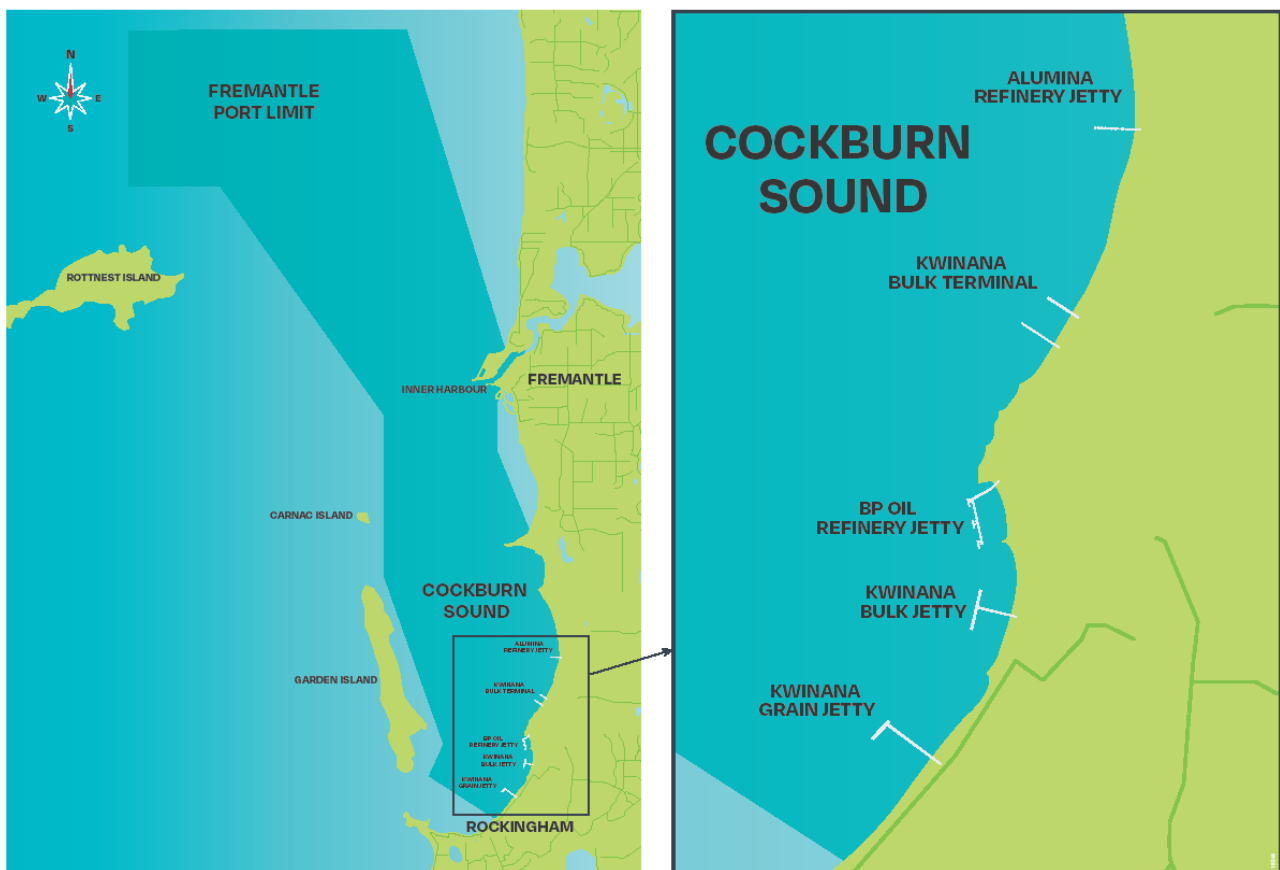 N
W
E
S
FREMANTLE
PORT LIMIT
ROTTNEST ISLAND
INNER HARBOUR
FREMANTLE
CARNAC ISLAND
COCKBURN
SOUND
ALUMINA
REFINERY JETTY
GARDEN ISLAND
KWINANA
BULK TERMINAL
BP OIL
REFINERY JETTY
KWINANA
BULK JETTY
KWINANA
GRAIN JETTY
ROCKINGHAM
ALUMINA
REFINERY JETTY
COCKBURN
SOUND
KWINANA
BULK TERMINAL
BP OIL
REFINERY JETTY
KWINANA
BULK JETTY
KWINANA
GRAIN JETTY